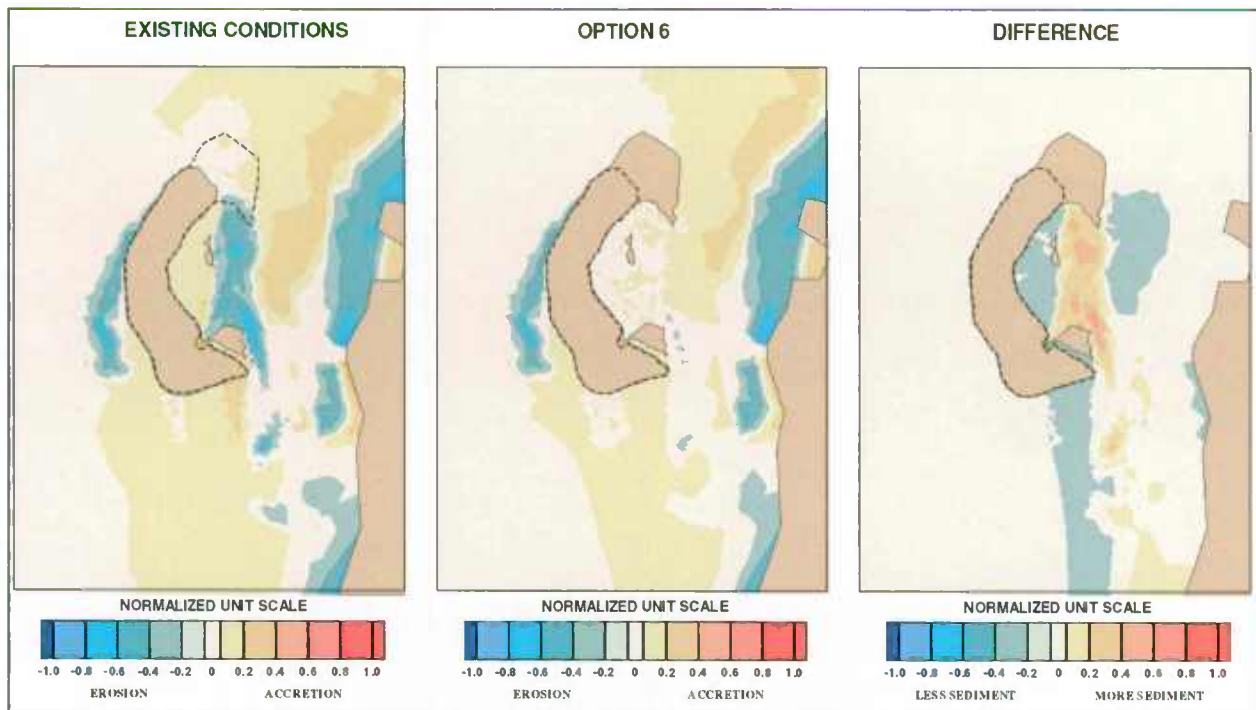 EXISTING CONDITIONS
OPTION 6
DIFFERENCE
NORMALIZED UNIT SCALE
-1.0 -0.8 -0.6 -0.4 -0.2 0 0.2 0.4 0.6 0.8 1.0
EROSION ACCRETION
NORMALIZED UNIT SCALE
-1.0 -0.8 -0.6 -0.4 -0.2 0 0.2 0.4 0.6 0.8 1.0
EROSION ACCRETION
NORMALIZED UNIT SCALE
-1.0 -0.8 -0.6 -0.4 -0.2 0 0.2 0.4 0.6 0.8 1.0
LESS SEDIMENT MORE SEDIMENT